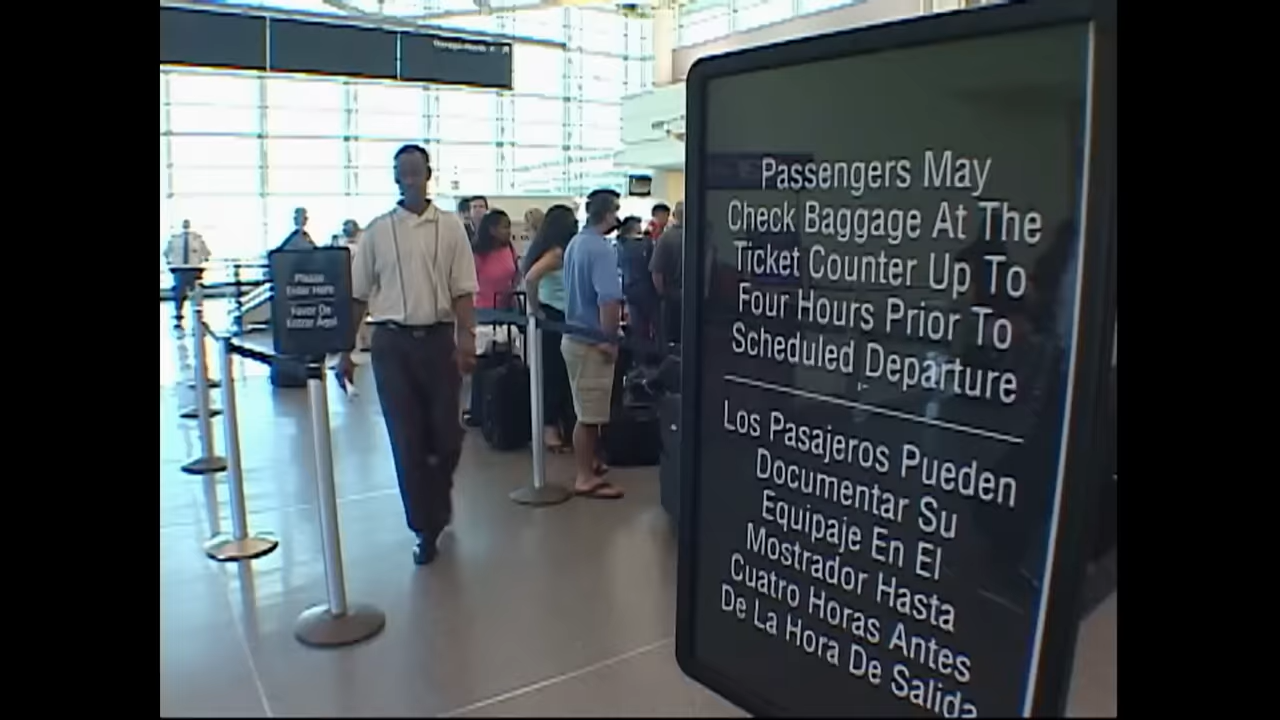 Please
Enter Here
Favor De
Entrar Aqui
Passengers May
Check Baggage At The
Ticket Counter Up To
Four Hours Prior To
Scheduled Departure
Los Pasajeros Pueden
Documentar Su
Equipaje En El
Mostrador Hasta
Cuatro Horas Antes
De La Hora De Salida